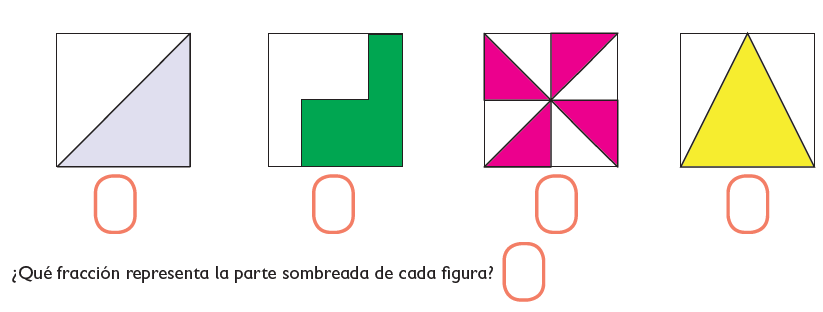 ¿Qué fracción representa la parte sombreada de cada figura?